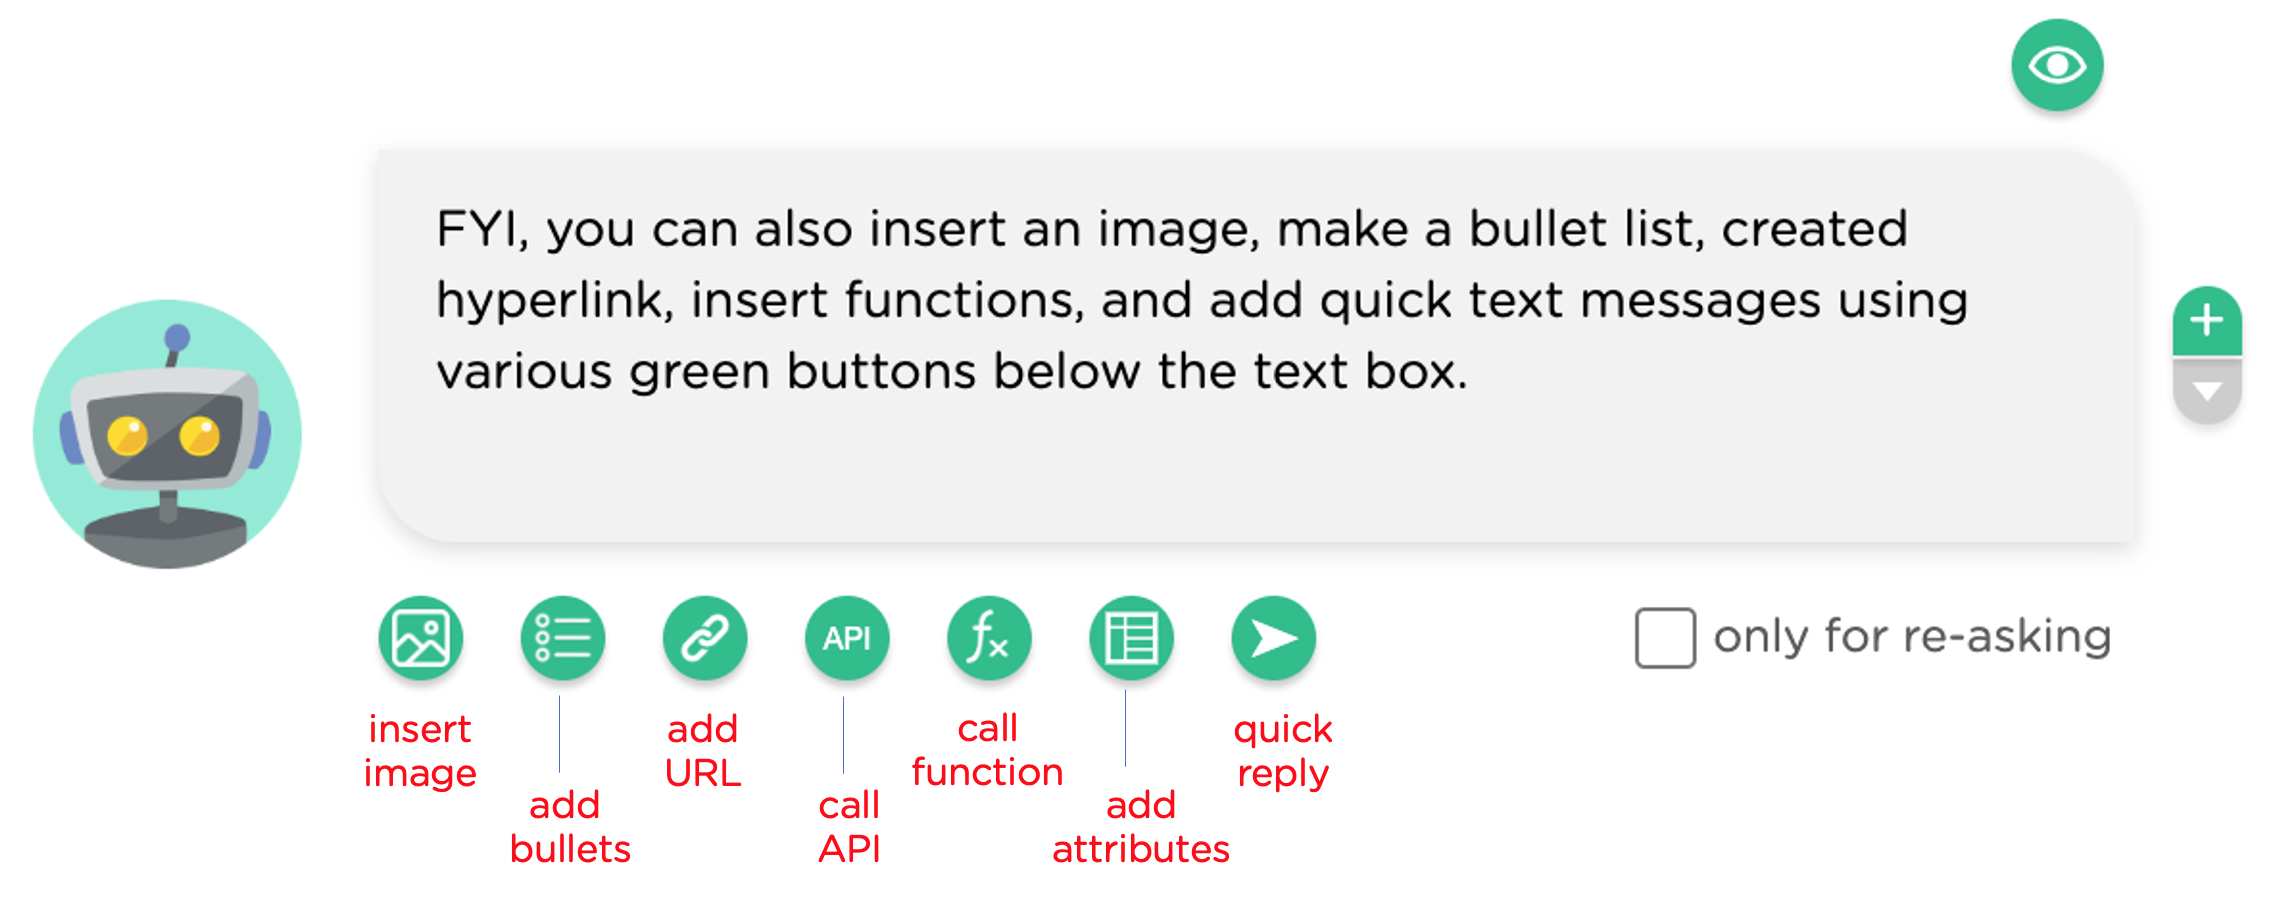 FYI, you can also insert an image, make a bullet list, created
hyperlink, insert functions, and add quick text messages using
various green buttons below the text box.
API
fx
only for re-asking
insert
image
add
bullets
add
URL
call
API
call
function
add
attributes
quick
reply